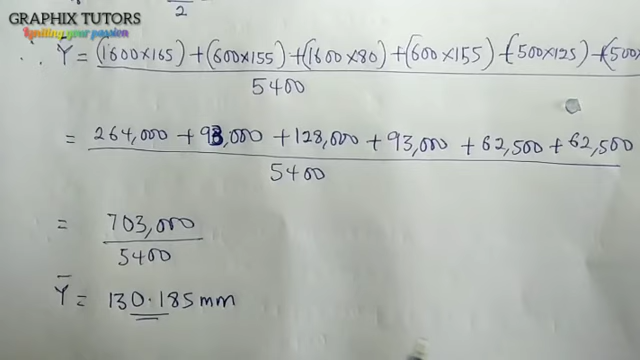 GRAPHIX TUTORS
Igniting your passion
2
∴ Ȳ = (1600×165) + (600×155) + (1600×80) + (600×155) + (500×125) + (500×
5400
= 264,000 + 93,000 + 128,000 + 93,000 + 62,500 + 62,500
5400
= 703,000
5400
Ȳ = 130.185 mm